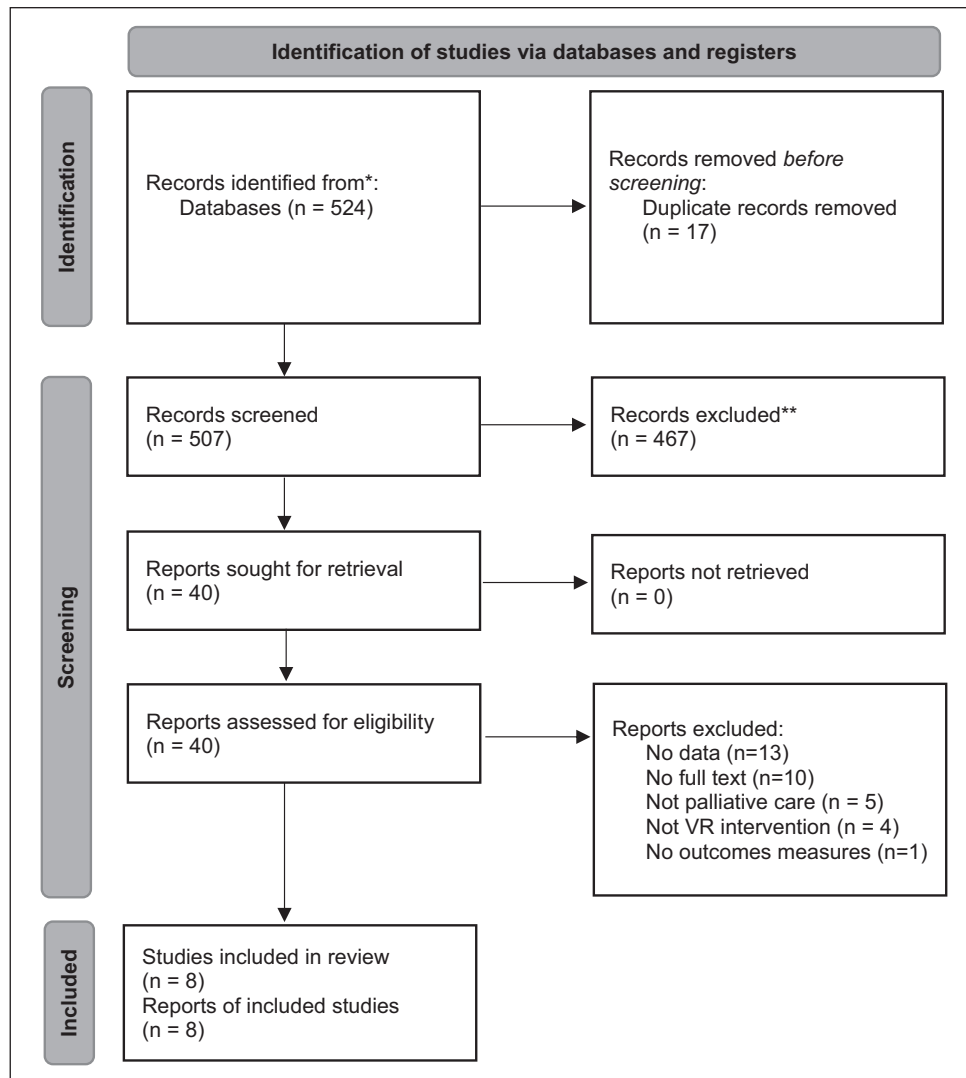 Identification of studies via databases and registers
Identification
Records identified from*:
Databases (n = 524)
Records removed before
screening:
Duplicate records removed
(n = 17)
Screening
Records screened
(n = 507)
Records excluded**
(n = 467)
Reports sought for retrieval
(n = 40)
Reports not retrieved
(n = 0)
Reports assessed for eligibility
(n = 40)
Reports excluded:
No data (n=13)
No full text (n=10)
Not palliative care (n = 5)
Not VR intervention (n = 4)
No outcomes measures (n=1)
Included
Studies included in review
(n = 8)
Reports of included studies
(n = 8)